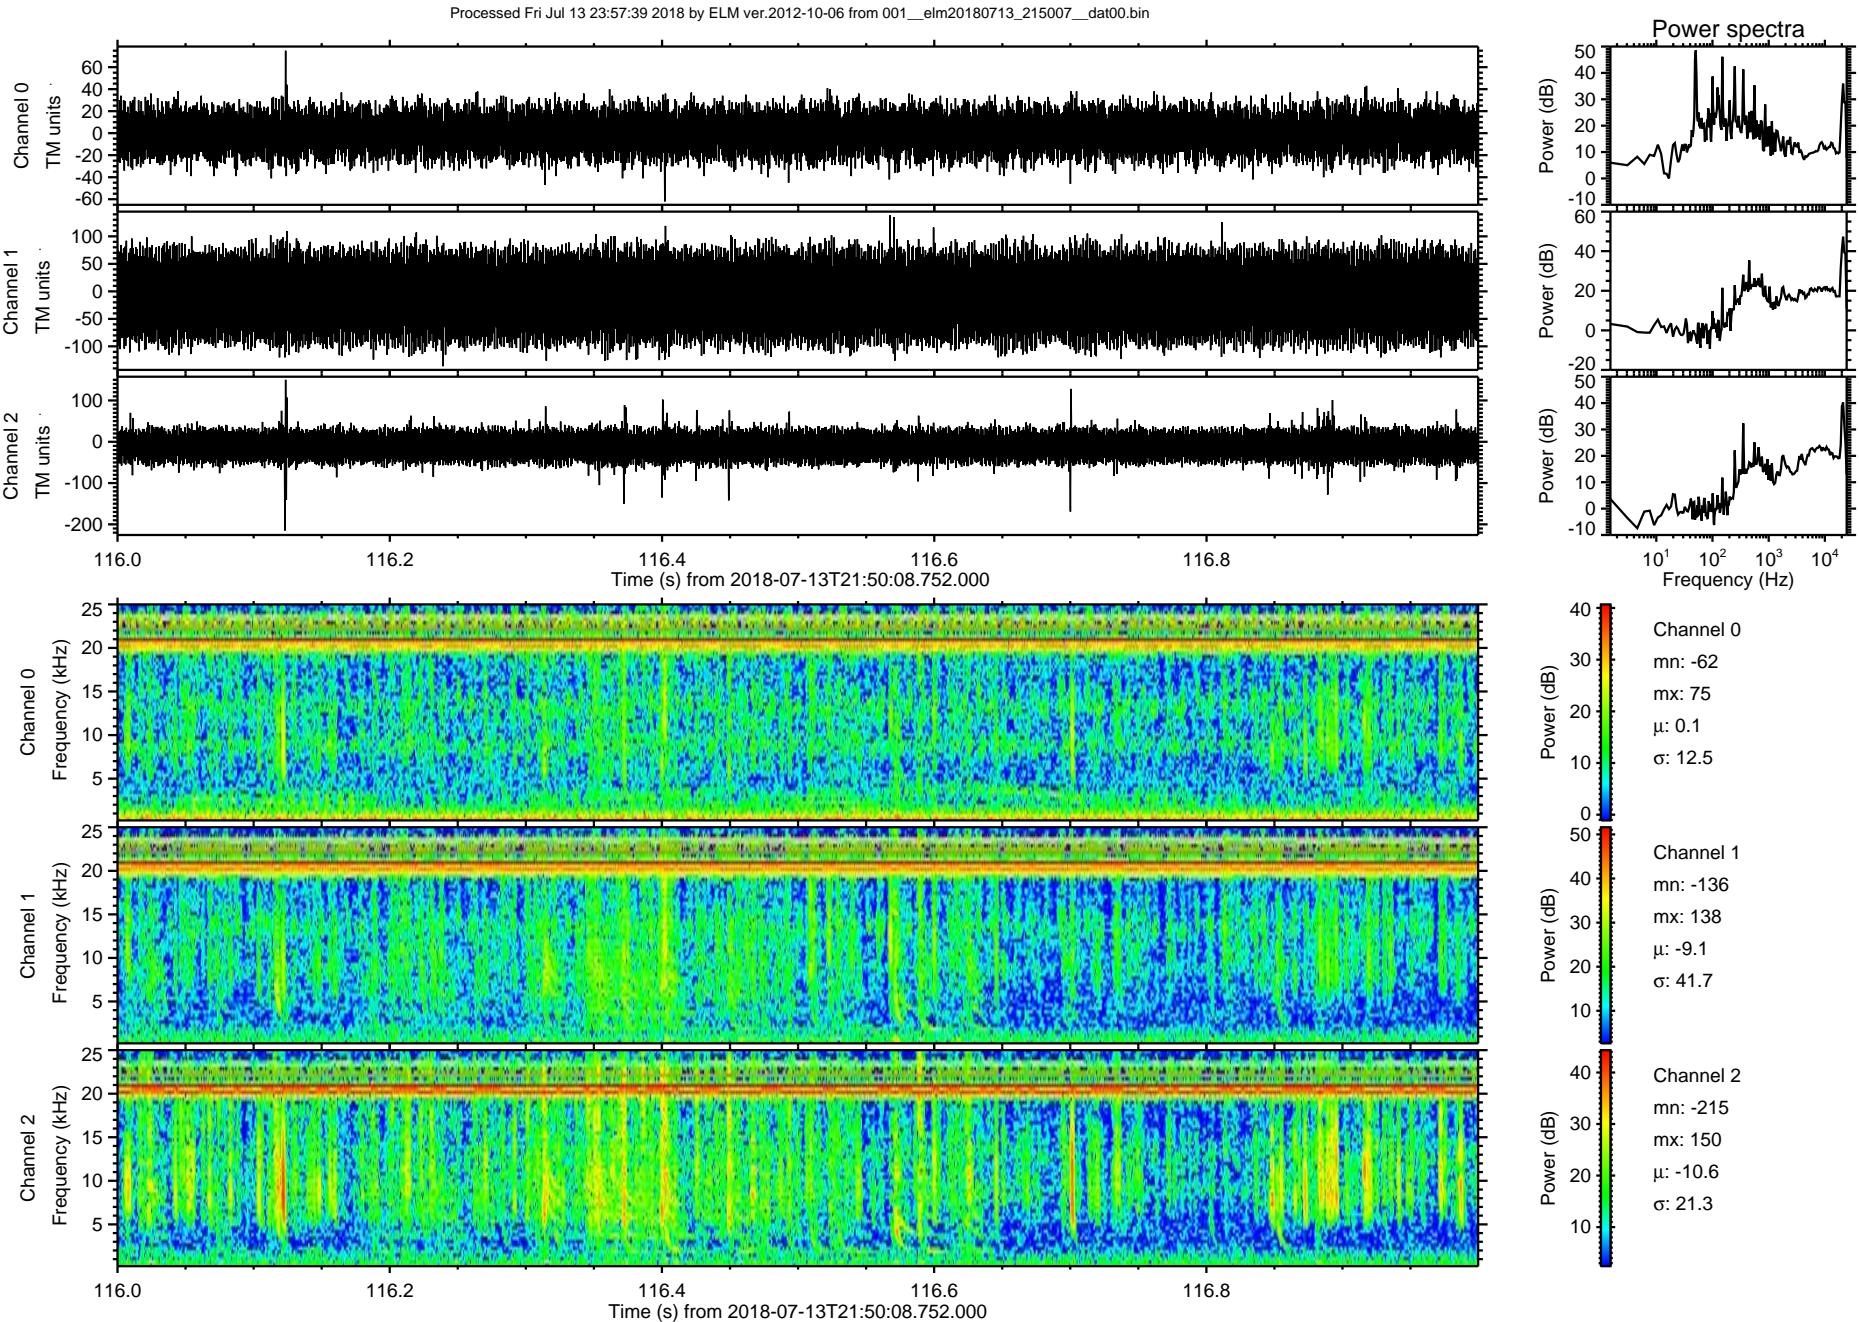 Processed Fri Jul 13 23:57:39 2018 by ELM ver.2012-10-06 from 001__elm20180713_215007__dat00.bin
Power spectra
Channel 0
TM units
60
40
20
0
-20
-40
-60
Power (dB)
50
40
30
20
10
0
-10
Channel 1
TM units
100
50
0
-50
-100
Power (dB)
60
40
20
0
-20
Channel 2
TM units
100
0
-100
-200
Power (dB)
50
40
30
20
10
0
-10
116.0 116.2 116.4 116.6 116.8
Time (s) from 2018-07-13T21:50:08.752.000
10¹ 10² 10³ 10⁴
Frequency (Hz)
Channel 0
Frequency (kHz)
25
20
15
10
5
Power (dB)
40
30
20
10
0
Channel 0
mn: -62
mx: 75
µ: 0.1
σ: 12.5
Channel 1
Frequency (kHz)
25
20
15
10
5
Power (dB)
50
40
30
20
10
Channel 1
mn: -136
mx: 138
µ: -9.1
σ: 41.7
Channel 2
Frequency (kHz)
25
20
15
10
5
Power (dB)
40
30
20
10
Channel 2
mn: -215
mx: 150
µ: -10.6
σ: 21.3
116.0 116.2 116.4 116.6 116.8
Time (s) from 2018-07-13T21:50:08.752.000